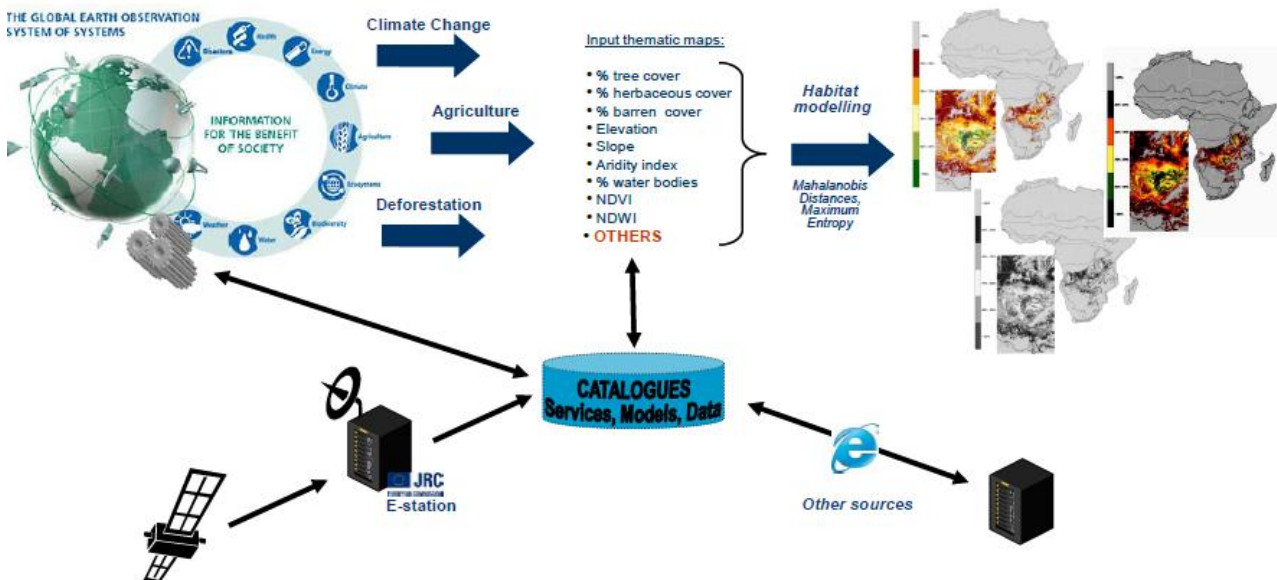 THE GLOBAL EARTH OBSERVATION
SYSTEM OF SYSTEMS
Disasters
Health
Energy
Climate
Agriculture
Ecosystems
Biodiversity
Water
Weather
INFORMATION
FOR THE BENEFIT
OF SOCIETY
Climate Change
Agriculture
Deforestation
Input thematic maps:
• % tree cover
• % herbaceous cover
• % barren cover
• Elevation
• Slope
• Aridity index
• % water bodies
• NDVI
• NDWI
• OTHERS
Habitat
modelling
Mahalanobis
Distances,
Maximum
Entropy
CATALOGUES
Services, Models, Data
JRC
E-station
Other sources